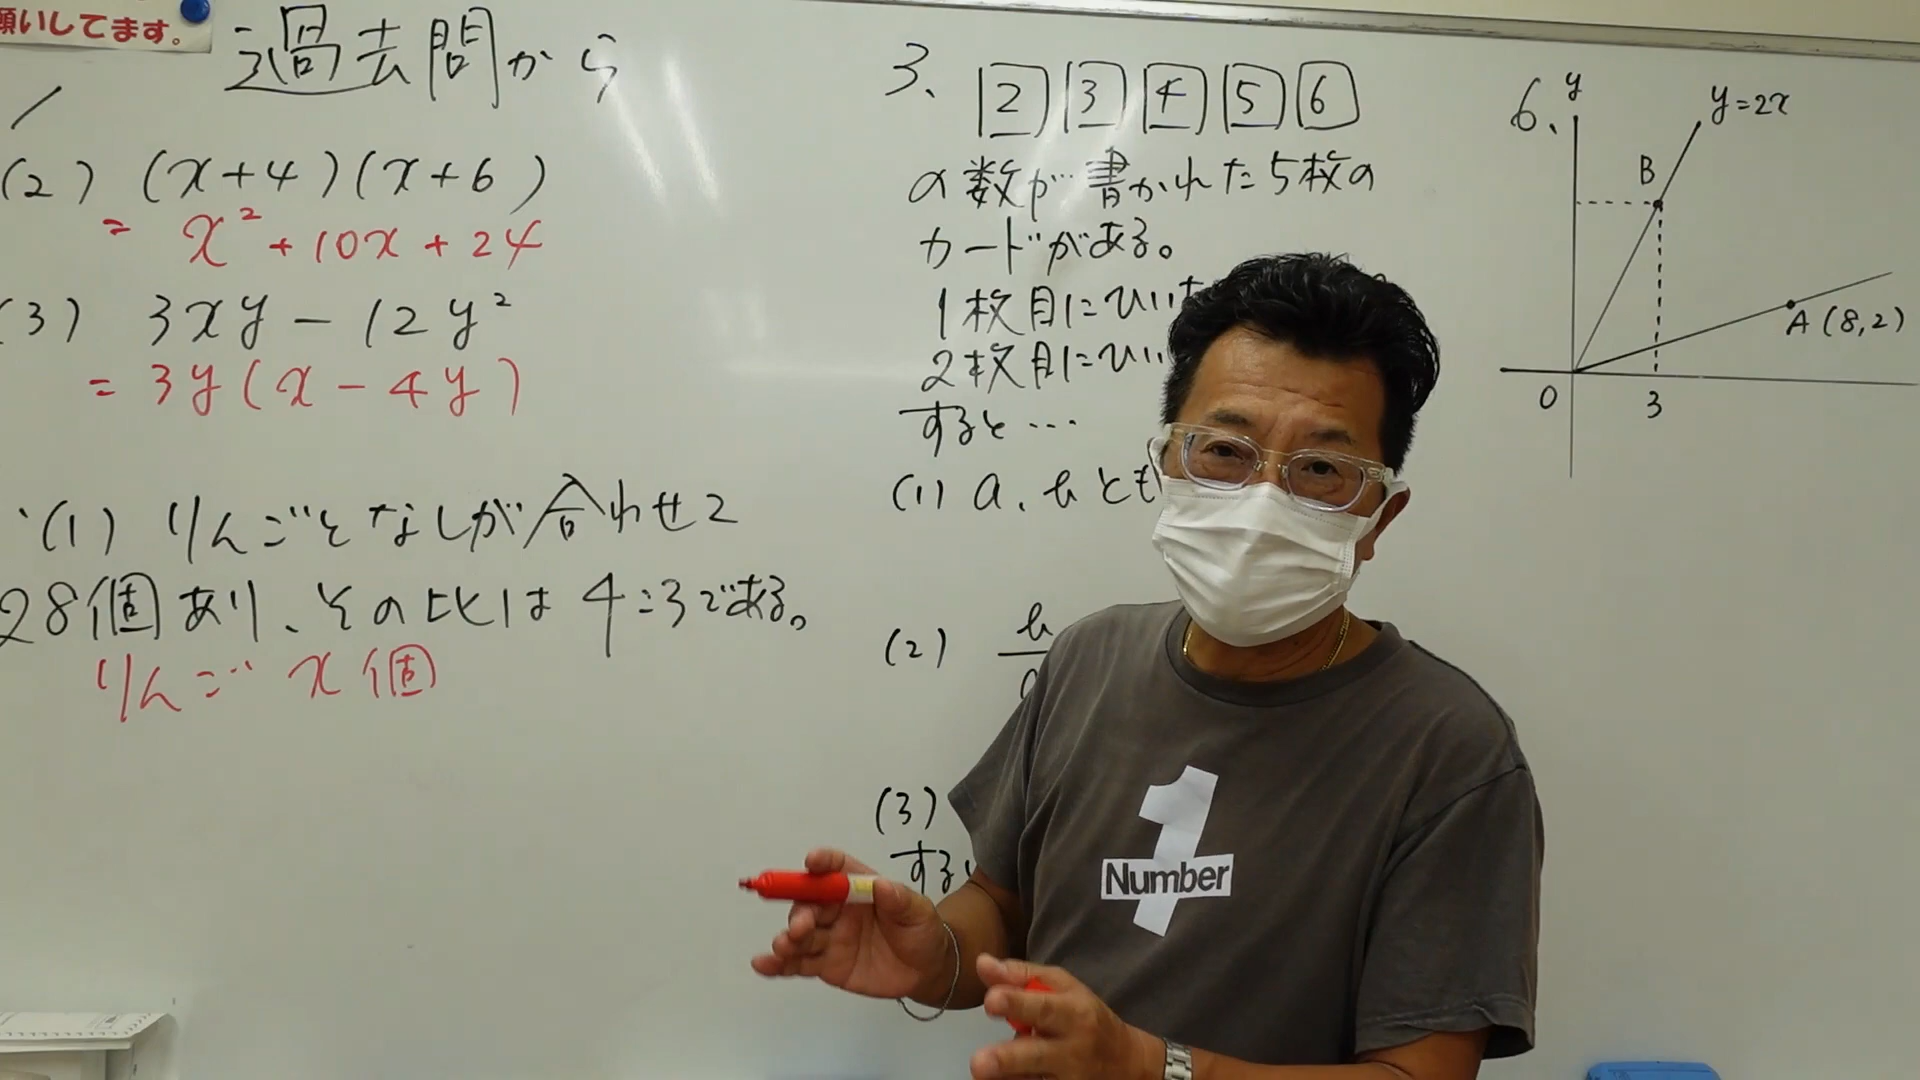 願いしてます。
過去問から
(2) (x+4)(x+6)
= x²+10x+24
(3) 3xy-12y²
= 3y(x-4y)
(1) りんごとなしが合わせて
28個あり、その比は4:3である。
りんご x個
3、 2 3 4 5 6
の数が書かれた5枚の
カードがある。
1枚目にひいた
2枚目にひい
すると…
(1) a、bとも
(2) b
(3)
する
6、 y
y=2x
B
A(8,2)
O 3
1
Number